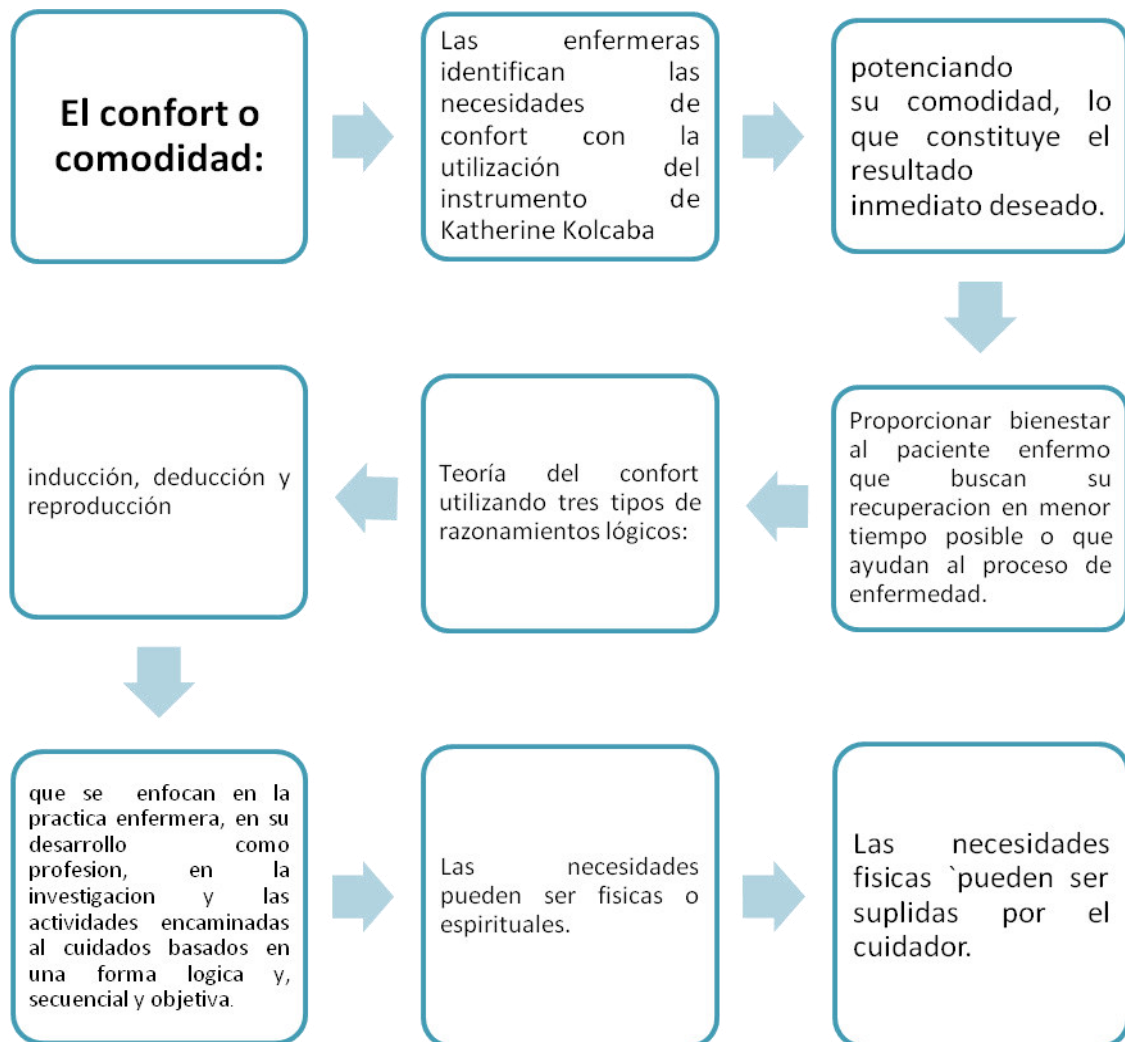 El confort o
comodidad:
Las enfermeras
identifican las
necesidades de
confort con la
utilización del
instrumento de
Katherine Kolcaba
potenciando
su comodidad, lo
que constituye el
resultado
inmediato deseado.
Proporcionar bienestar
al paciente enfermo
que buscan su
recuperacion en menor
tiempo posible o que
ayudan al proceso de
enfermedad.
Teoría del confort
utilizando tres tipos de
razonamientos lógicos:
inducción, deducción y
reproducción
que se enfocan en la
practica enfermera, en su
desarrollo como
profesion, en la
investigacion y las
actividades encaminadas
al cuidados basados en
una forma logica y,
secuencial y objetiva.
Las necesidades
pueden ser fisicas o
espirituales.
Las necesidades
fisicas `pueden ser
suplidas por el
cuidador.